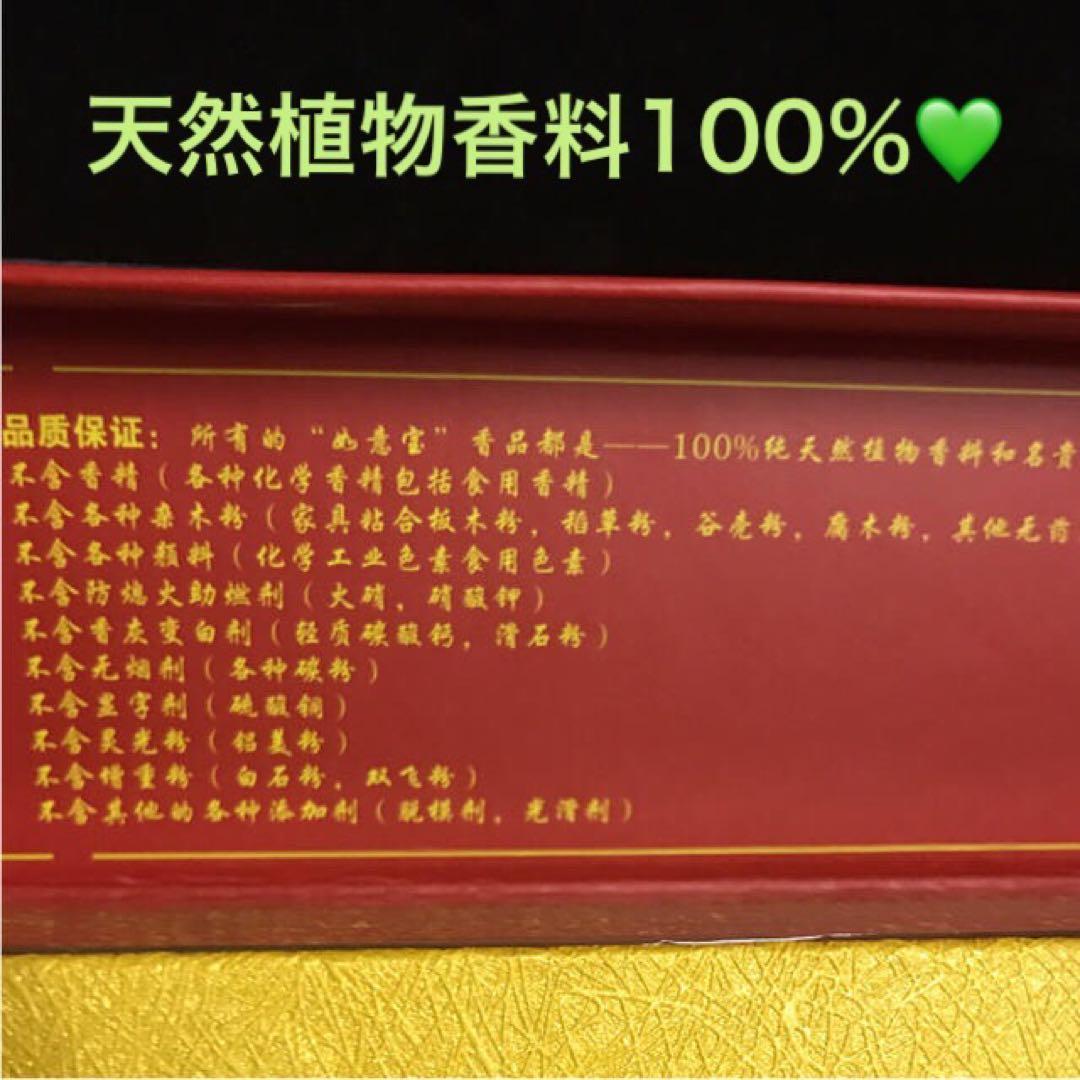 天然植物香料100%💚
品质保证：所有的“如意宝”香品都是——100%纯天然植物香料和名贵
不含香精（各种化学香精包括食用香精）
不含各种杂木粉（家具粘合板木粉，稻草粉，谷壳粉，腐木粉，其他无药
不含各种颜料（化学工业色素食用色素）
不含防熄火助燃剂（火硝，硝酸钾）
不含香灰变白剂（轻质碳酸钙，滑石粉）
不含无烟剂（各种碳粉）
不含显字剂（硫酸铜）
不含灵光粉（铝美粉）
不含增重粉（白石粉，双飞粉）
不含其他的各种添加剂（脱模剂，光滑剂）